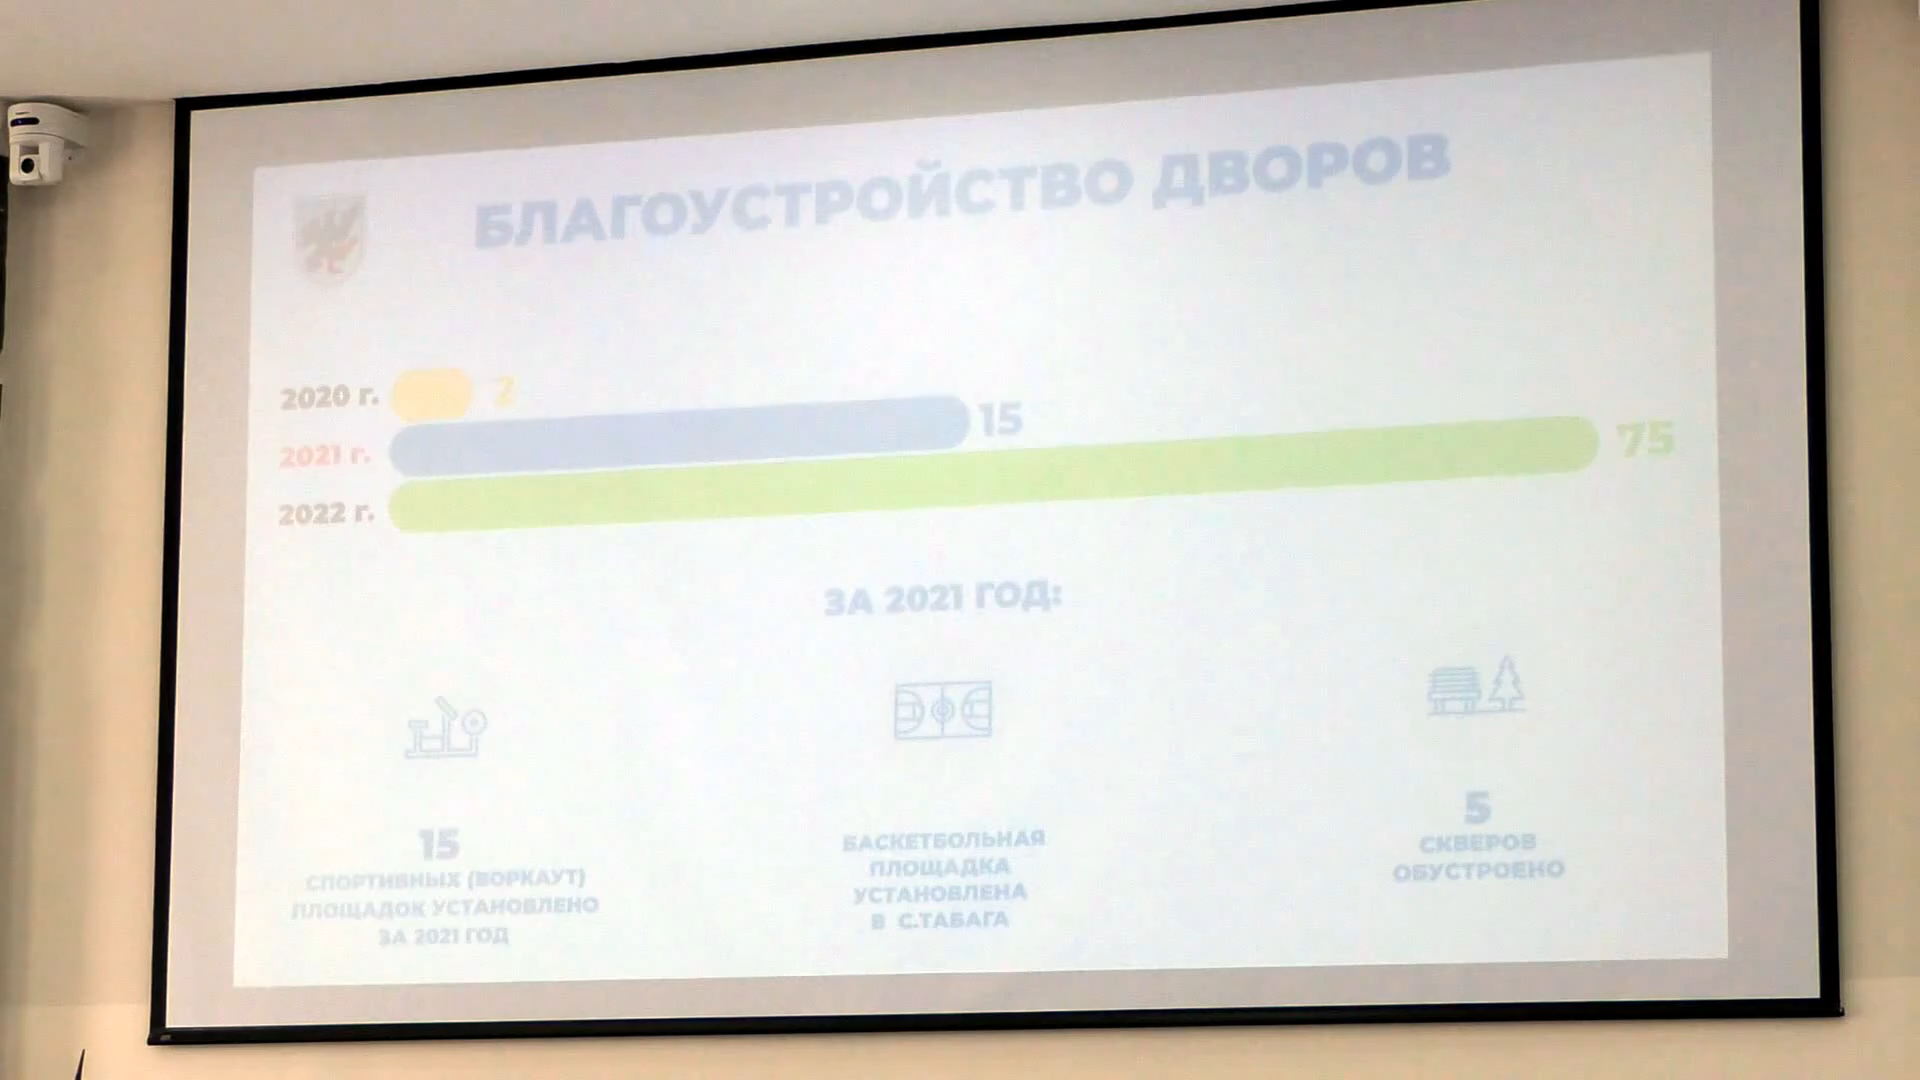 БЛАГОУСТРОЙСТВО ДВОРОВ
2020 г. 2
2021 г. 15
2022 г. 75
ЗА 2021 ГОД:
15
СПОРТИВНЫХ (ВОРКАУТ)
ПЛОЩАДОК УСТАНОВЛЕНО
ЗА 2021 ГОД
БАСКЕТБОЛЬНАЯ
ПЛОЩАДКА
УСТАНОВЛЕНА
В С.ТАБАГА
5
СКВЕРОВ
ОБУСТРОЕНО